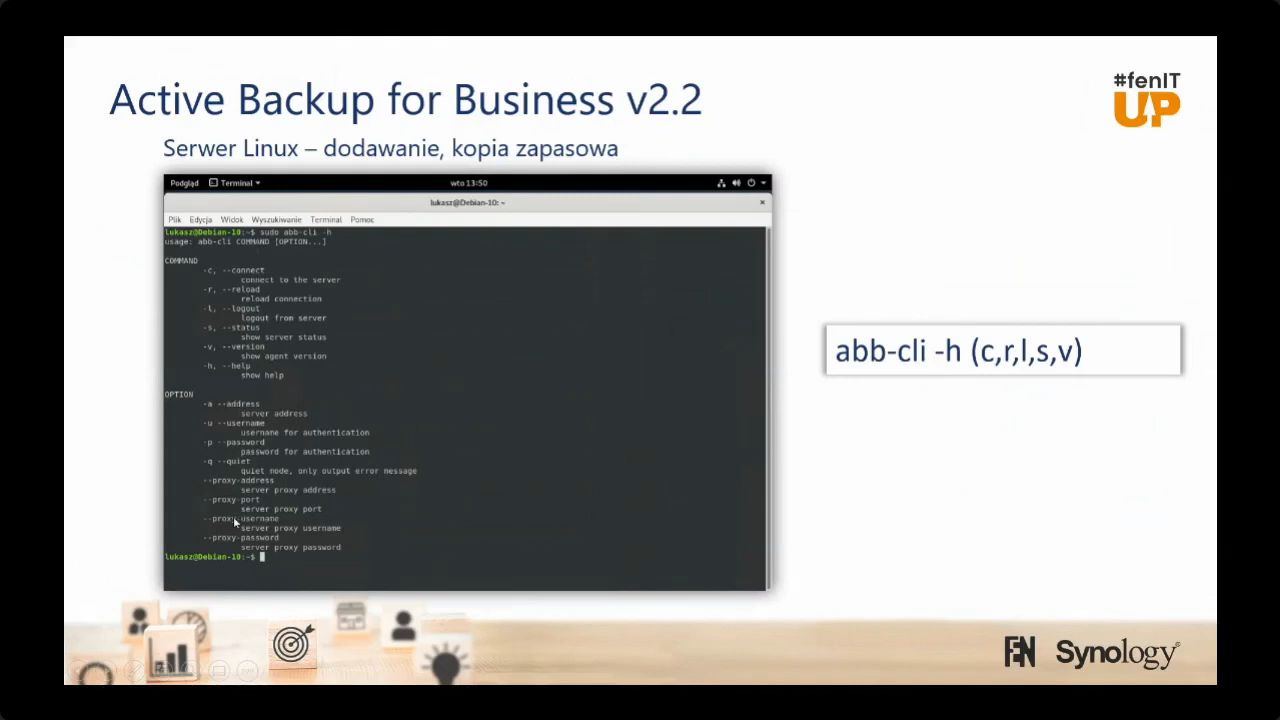 Active Backup for Business v2.2
#fenIT
UP
Serwer Linux – dodawanie, kopia zapasowa
Podgląd Terminal wto 13:50
lukasz@Debian-10: ~
Plik Edycja Widok Wyszukiwanie Terminal Pomoc
lukasz@Debian-10:~$ sudo abb-cli -h
usage: abb-cli COMMAND [OPTION...]
COMMAND
-c, --connect
connect to the server
-r, --reload
reload connection
-l, --logout
logout from server
-s, --status
show server status
-v, --version
show agent version
-h, --help
show help
OPTION
-a --address
server address
-u --username
username for authentication
-p --password
password for authentication
-q --quiet
quiet mode, only output error message
--proxy-address
server proxy address
--proxy-port
server proxy port
--proxy-username
server proxy username
--proxy-password
server proxy password
lukasz@Debian-10:~$
abb-cli -h (c,r,l,s,v)
FEN Synology